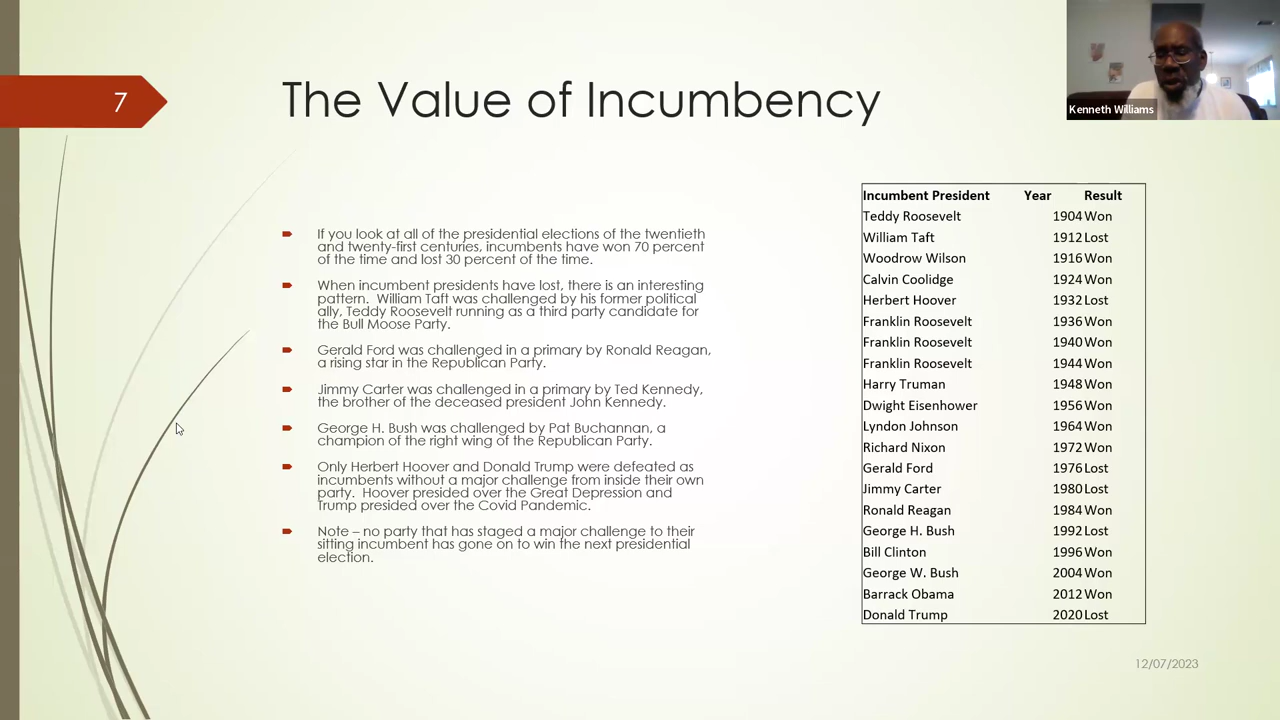 7
The Value of Incumbency
Kenneth Williams
If you look at all of the presidential elections of the twentieth
and twenty-first centuries, incumbents have won 70 percent
of the time and lost 30 percent of the time.
When incumbent presidents have lost, there is an interesting
pattern. William Taft was challenged by his former political
ally, Teddy Roosevelt running as a third party candidate for
the Bull Moose Party.
Gerald Ford was challenged in a primary by Ronald Reagan,
a rising star in the Republican Party.
Jimmy Carter was challenged in a primary by Ted Kennedy,
the brother of the deceased president John Kennedy.
George H. Bush was challenged by Pat Buchannan, a
champion of the right wing of the Republican Party.
Only Herbert Hoover and Donald Trump were defeated as
incumbents without a major challenge from inside their own
party. Hoover presided over the Great Depression and
Trump presided over the Covid Pandemic.
Note – no party that has staged a major challenge to their
sitting incumbent has gone on to win the next presidential
election.
Incumbent President Year Result
Teddy Roosevelt 1904 Won
William Taft 1912 Lost
Woodrow Wilson 1916 Won
Calvin Coolidge 1924 Won
Herbert Hoover 1932 Lost
Franklin Roosevelt 1936 Won
Franklin Roosevelt 1940 Won
Franklin Roosevelt 1944 Won
Harry Truman 1948 Won
Dwight Eisenhower 1956 Won
Lyndon Johnson 1964 Won
Richard Nixon 1972 Won
Gerald Ford 1976 Lost
Jimmy Carter 1980 Lost
Ronald Reagan 1984 Won
George H. Bush 1992 Lost
Bill Clinton 1996 Won
George W. Bush 2004 Won
Barrack Obama 2012 Won
Donald Trump 2020 Lost
12/07/2023